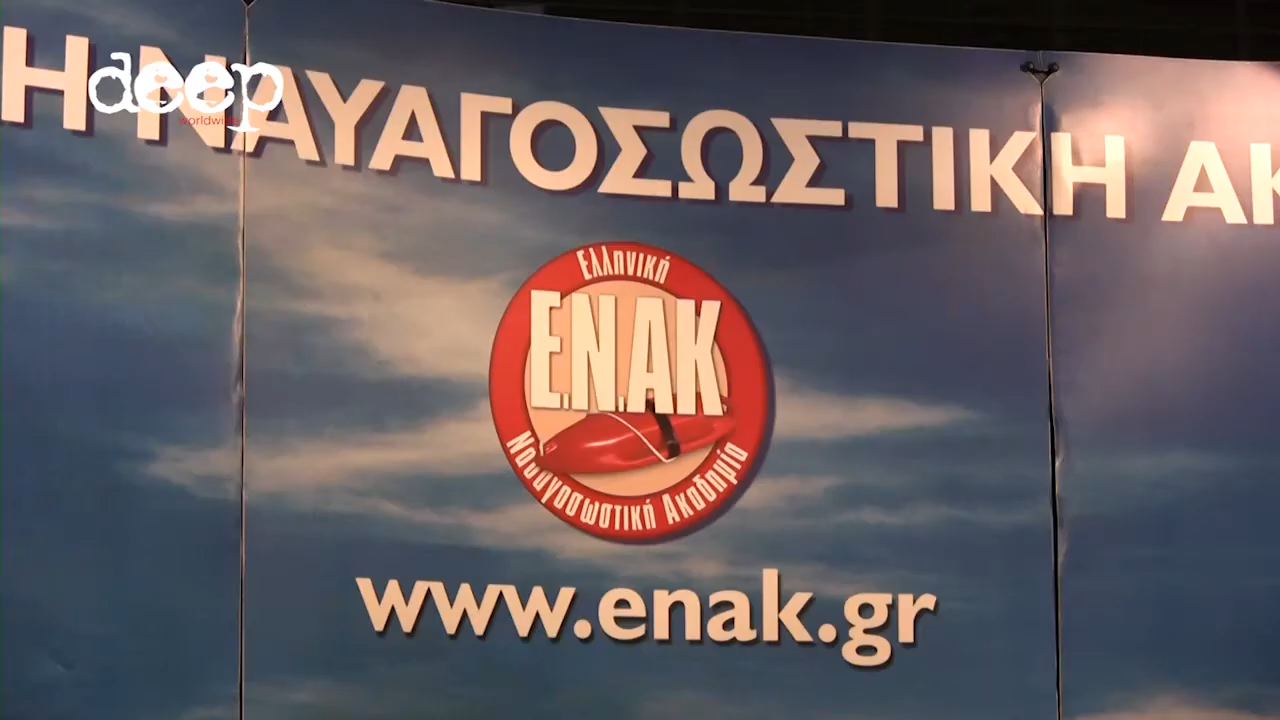 deep
worldwide
Η ΝΑΥΑΓΟΣΩΣΤΙΚΗ ΑΚ
Ελληνική
Ε.Ν.ΑΚ
Ναυαγοσωστική Ακαδημία
www.enak.gr